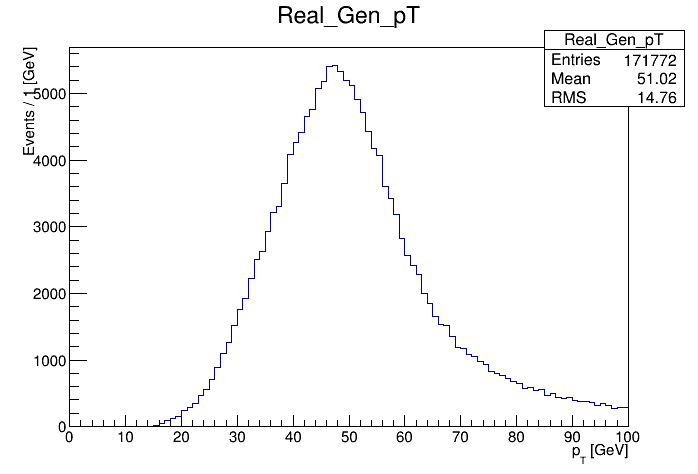 Real_Gen_pT
Real_Gen_pT
Entries 171772
Mean 51.02
RMS 14.76
Events / 1 [GeV]
5000
4000
3000
2000
1000
0
0 10 20 30 40 50 60 70 80 90 100
p_T [GeV]